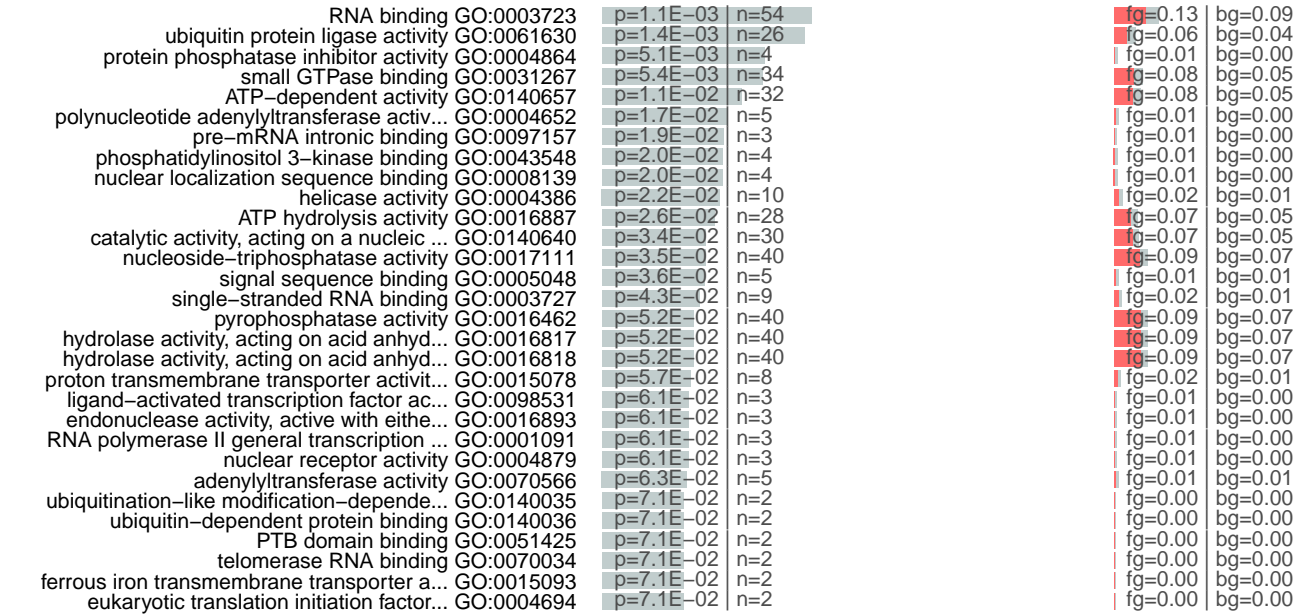 RNA binding GO:0003723 p=1.1E−03 | n=54 fg=0.13 | bg=0.09
ubiquitin protein ligase activity GO:0061630 p=1.4E−03 | n=26 fg=0.06 | bg=0.04
protein phosphatase inhibitor activity GO:0004864 p=5.1E−03 | n=4 fg=0.01 | bg=0.00
small GTPase binding GO:0031267 p=5.4E−03 | n=34 fg=0.08 | bg=0.05
ATP−dependent activity GO:0140657 p=1.1E−02 | n=32 fg=0.08 | bg=0.05
polynucleotide adenylyltransferase activ... GO:0004652 p=1.7E−02 | n=5 fg=0.01 | bg=0.00
pre−mRNA intronic binding GO:0097157 p=1.9E−02 | n=3 fg=0.01 | bg=0.00
phosphatidylinositol 3−kinase binding GO:0043548 p=2.0E−02 | n=4 fg=0.01 | bg=0.00
nuclear localization sequence binding GO:0008139 p=2.0E−02 | n=4 fg=0.01 | bg=0.00
helicase activity GO:0004386 p=2.2E−02 | n=10 fg=0.02 | bg=0.01
ATP hydrolysis activity GO:0016887 p=2.6E−02 | n=28 fg=0.07 | bg=0.05
catalytic activity, acting on a nucleic ... GO:0140640 p=3.4E−02 | n=30 fg=0.07 | bg=0.05
nucleoside−triphosphatase activity GO:0017111 p=3.5E−02 | n=40 fg=0.09 | bg=0.07
signal sequence binding GO:0005048 p=3.6E−02 | n=5 fg=0.01 | bg=0.01
single−stranded RNA binding GO:0003727 p=4.3E−02 | n=9 fg=0.02 | bg=0.01
pyrophosphatase activity GO:0016462 p=5.2E−02 | n=40 fg=0.09 | bg=0.07
hydrolase activity, acting on acid anhyd... GO:0016817 p=5.2E−02 | n=40 fg=0.09 | bg=0.07
hydrolase activity, acting on acid anhyd... GO:0016818 p=5.2E−02 | n=40 fg=0.09 | bg=0.07
proton transmembrane transporter activit... GO:0015078 p=5.7E−02 | n=8 fg=0.02 | bg=0.01
ligand−activated transcription factor ac... GO:0098531 p=6.1E−02 | n=3 fg=0.01 | bg=0.00
endonuclease activity, active with eithe... GO:0016893 p=6.1E−02 | n=3 fg=0.01 | bg=0.00
RNA polymerase II general transcription ... GO:0001091 p=6.1E−02 | n=3 fg=0.01 | bg=0.00
nuclear receptor activity GO:0004879 p=6.1E−02 | n=3 fg=0.01 | bg=0.00
adenylyltransferase activity GO:0070566 p=6.3E−02 | n=5 fg=0.01 | bg=0.01
ubiquitination−like modification−depende... GO:0140035 p=7.1E−02 | n=2 fg=0.00 | bg=0.00
ubiquitin−dependent protein binding GO:0140036 p=7.1E−02 | n=2 fg=0.00 | bg=0.00
PTB domain binding GO:0051425 p=7.1E−02 | n=2 fg=0.00 | bg=0.00
telomerase RNA binding GO:0070034 p=7.1E−02 | n=2 fg=0.00 | bg=0.00
ferrous iron transmembrane transporter a... GO:0015093 p=7.1E−02 | n=2 fg=0.00 | bg=0.00
eukaryotic translation initiation factor... GO:0004694 p=7.1E−02 | n=2 fg=0.00 | bg=0.00